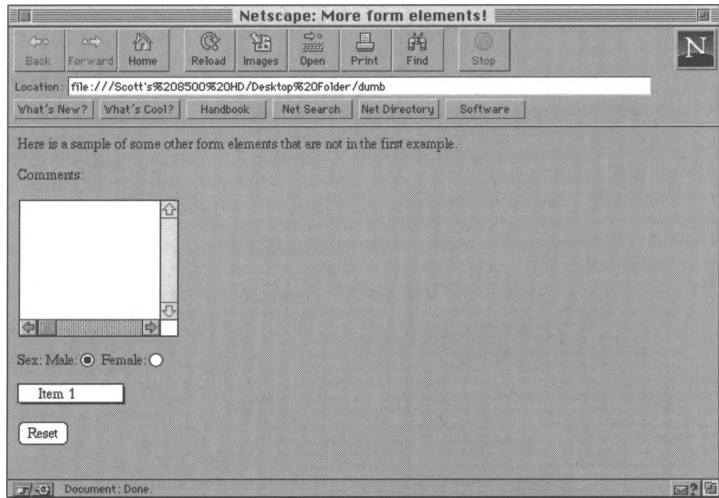 Netscape: More form elements!
Back Forward Home Reload Images Open Print Find Stop
N
Location: file:///Scott's%208500%20HD/Desktop%20Folder/dumb
What's New? What's Cool? Handbook Net Search Net Directory Software
Here is a sample of some other form elements that are not in the first example.
Comments:
Sex: Male: Female:
Item 1
Reset
Document: Done.
?